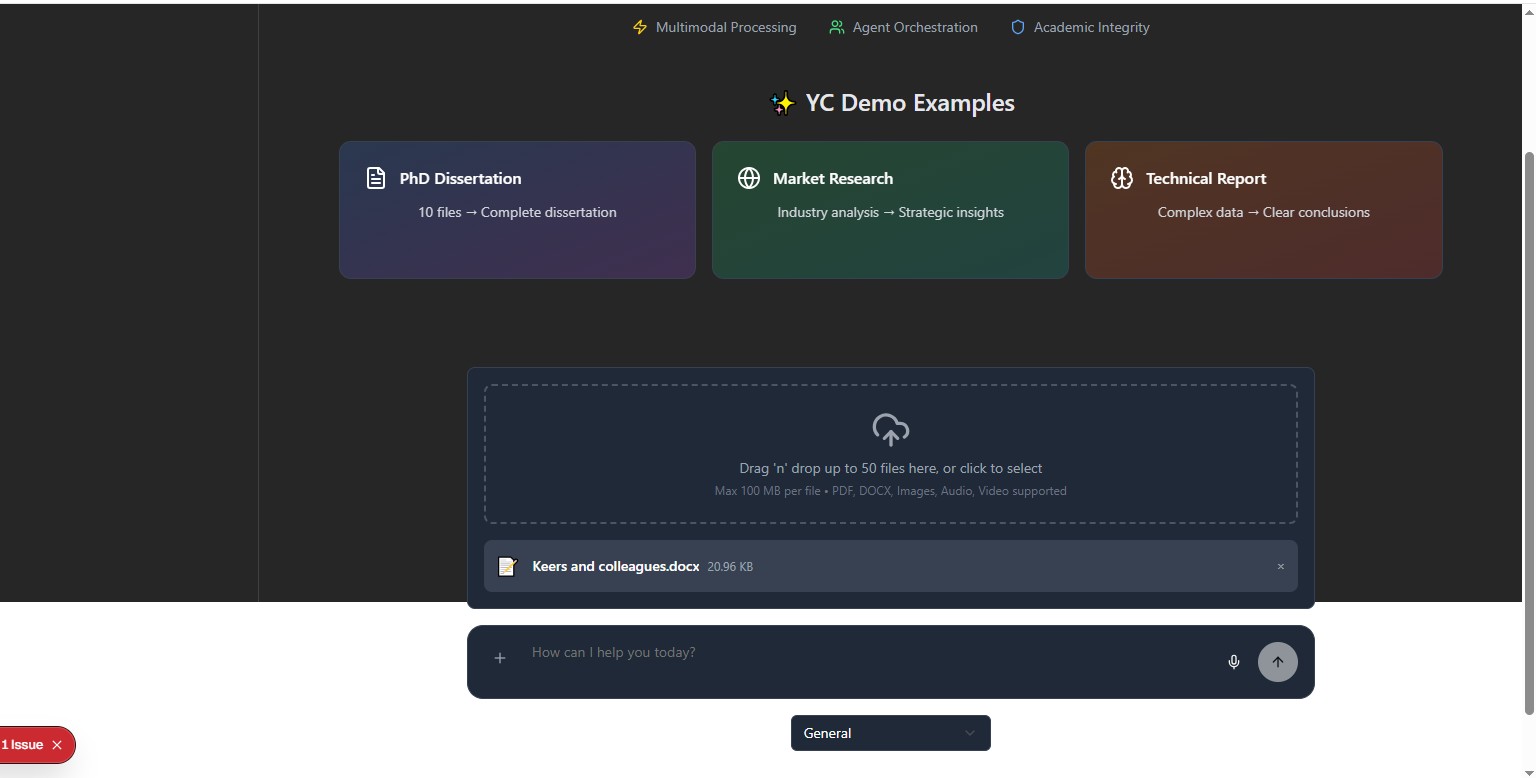 Multimodal Processing
Agent Orchestration
Academic Integrity
✨ YC Demo Examples
PhD Dissertation
10 files → Complete dissertation
Market Research
Industry analysis → Strategic insights
Technical Report
Complex data → Clear conclusions
Drag 'n' drop up to 50 files here, or click to select
Max 100 MB per file • PDF, DOCX, Images, Audio, Video supported
Keers and colleagues.docx 20.96 KB ×
How can I help you today?
General
1 Issue